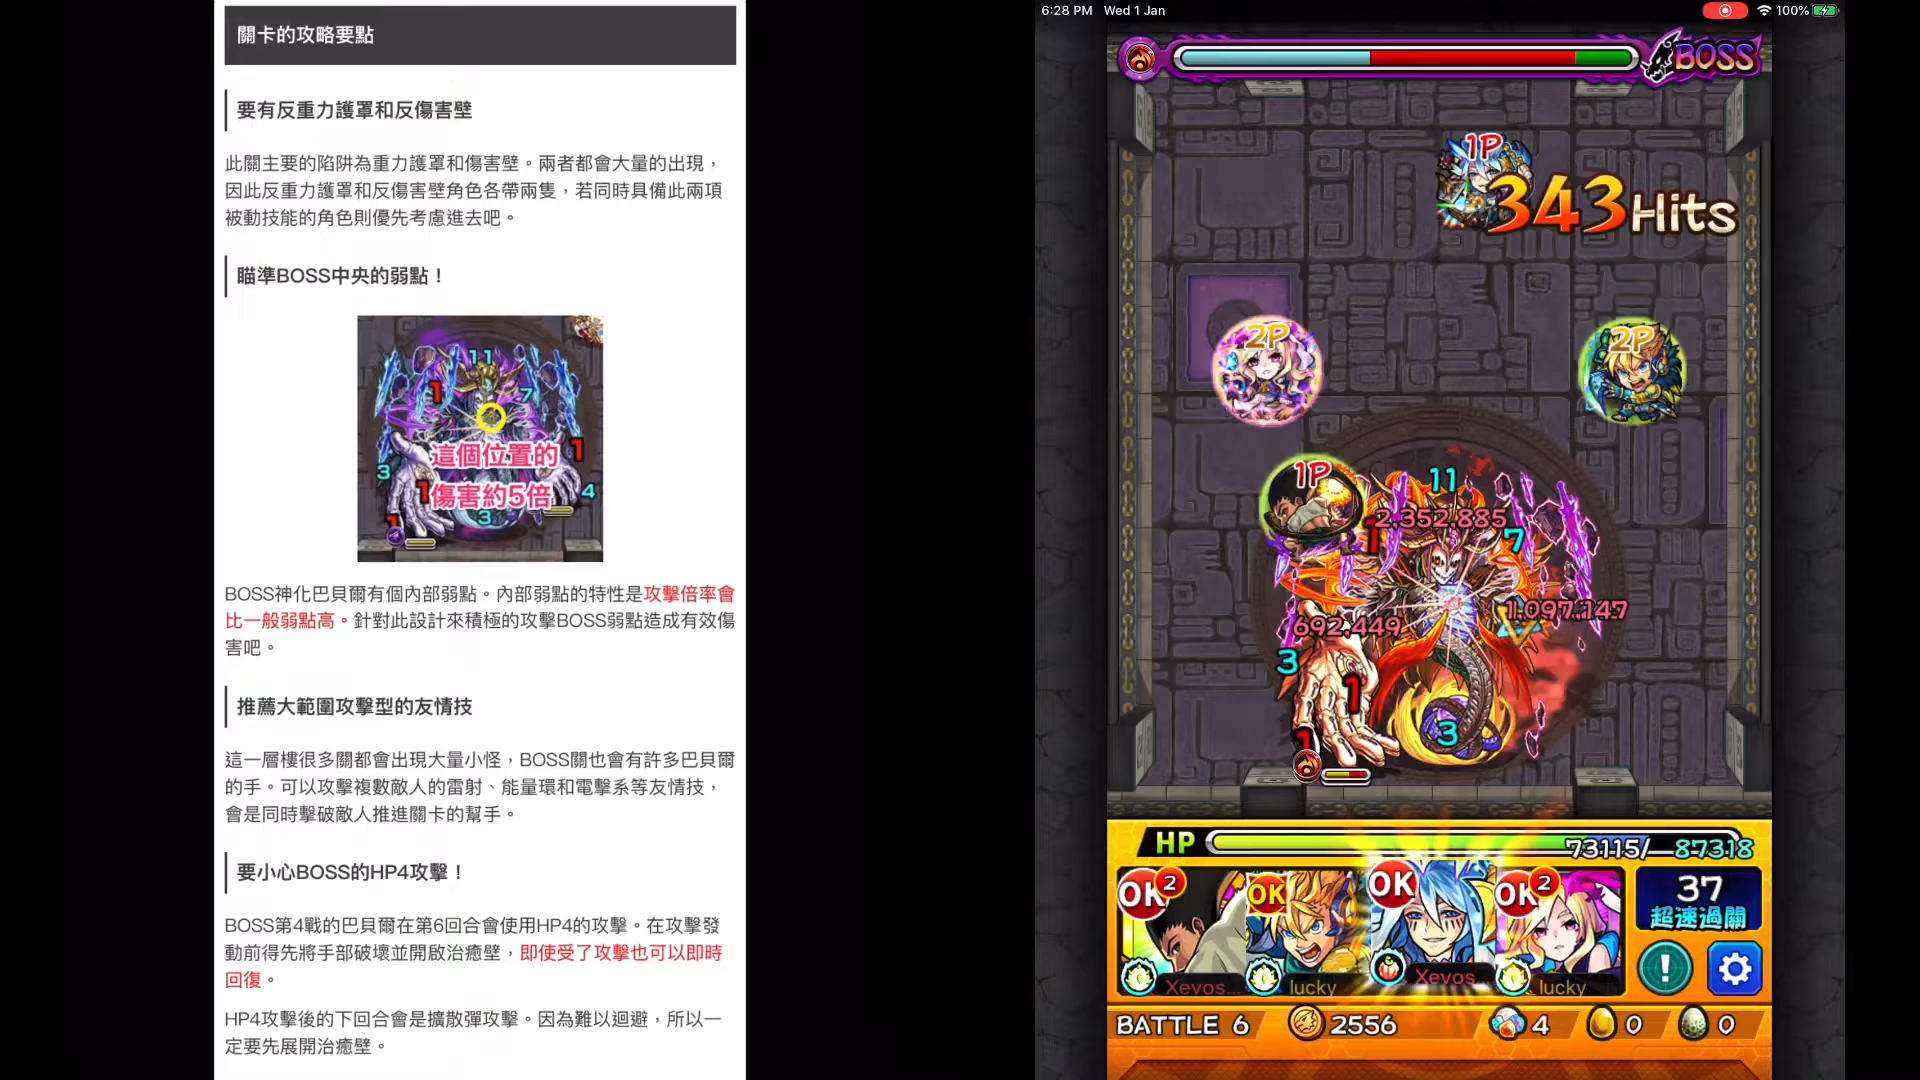 關卡的攻略要點
要有反重力護罩和反傷害壁
此關主要的陷阱為重力護罩和傷害壁。兩者都會大量的出現，
因此反重力護罩和反傷害壁角色各帶兩隻，若同時具備此兩項
被動技能的角色則優先考慮進去吧。
瞄準BOSS中央的弱點！
11
1
7
這個位置的
1
3
1
傷害約5倍
4
3
1
BOSS神化巴貝爾有個內部弱點。內部弱點的特性是攻擊倍率會
比一般弱點高。針對此設計來積極的攻擊BOSS弱點造成有效傷
害吧。
推薦大範圍攻擊型的友情技
這一層樓很多關都會出現大量小怪，BOSS關也會有許多巴貝爾
的手。可以攻擊複數敵人的雷射、能量環和電擊系等友情技，
會是同時擊破敵人推進關卡的幫手。
要小心BOSS的HP4攻擊！
BOSS第4戰的巴貝爾在第6回合會使用HP4的攻擊。在攻擊發
動前得先將手部破壞並開啟治癒壁，即使受了攻擊也可以即時
回復。
HP4攻擊後的下回合會是擴散彈攻擊。因為難以迴避，所以一
定要先展開治癒壁。
6:28 PM Wed 1 Jan
100%
BOSS
1P
343Hits
2P
2P
1P
11
2,352,885
1
7
1,097,147
692,449
3
1
3
1
HP
73115/ 87318
OK 2
OK
OK
OK 2
37
超速過關
Xevos...
lucky
Xevos...
lucky
BATTLE 6
2556
4
0
0